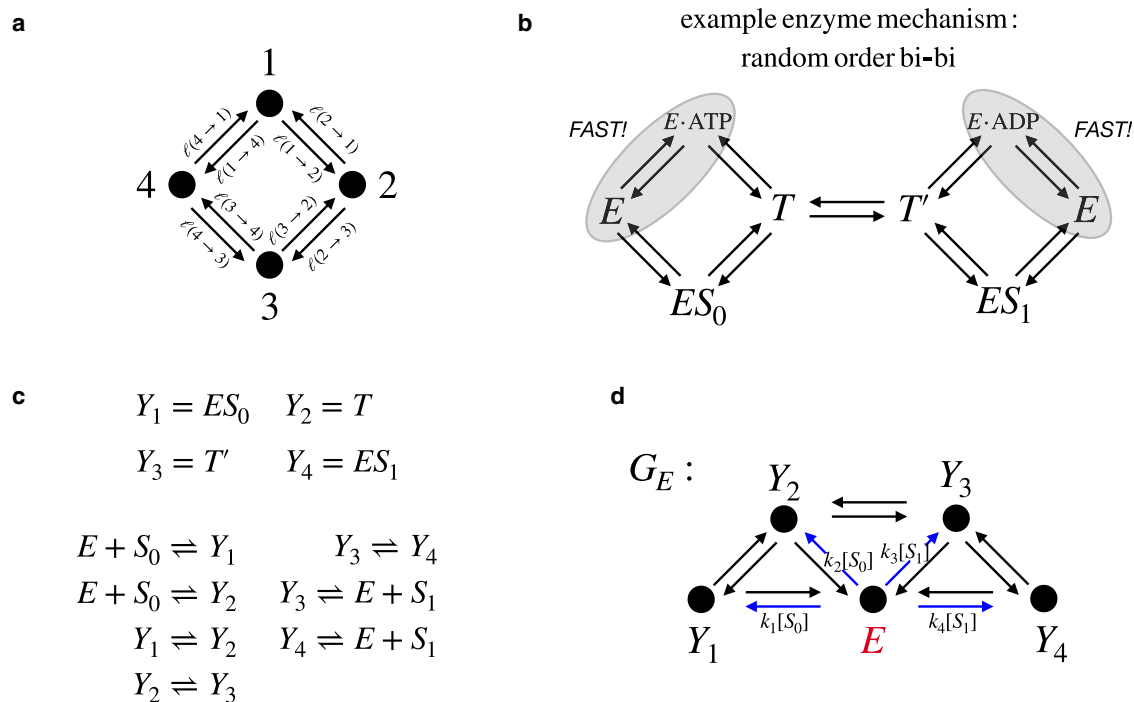 a
1
ℓ(4 → 1)
ℓ(1 → 4)
ℓ(1 → 2)
ℓ(2 → 1)
4
2
ℓ(4 → 3)
ℓ(3 → 4)
ℓ(3 → 2)
ℓ(2 → 3)
3
b
example enzyme mechanism:
random order bi-bi
FAST!
E·ATP
E·ADP
FAST!
E
T
T′
E
ES₀
ES₁
c
Y₁ = ES₀ Y₂ = T
Y₃ = T′ Y₄ = ES₁
E + S₀ ⇌ Y₁ Y₃ ⇌ Y₄
E + S₀ ⇌ Y₂ Y₃ ⇌ E + S₁
Y₁ ⇌ Y₂ Y₄ ⇌ E + S₁
Y₂ ⇌ Y₃
d
G_E :
Y₂
Y₃
k₂[S₀]
k₃[S₁]
k₁[S₀]
k₄[S₁]
Y₁
E
Y₄